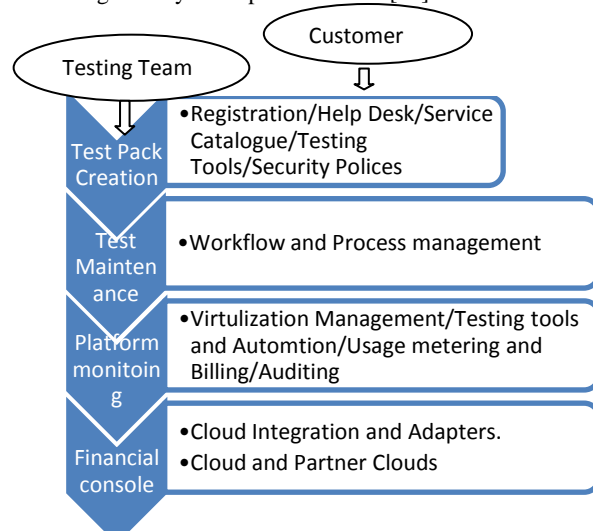 Customer
Testing Team
Test Pack
Creation
•Registration/Help Desk/Service
Catalogue/Testing
Tools/Security Polices
Test
Mainten
ance
•Workflow and Process management
Platform
monitoin
g
•Virtulization Management/Testing tools
and Automtion/Usage metering and
Billing/Auditing
Financial
console
•Cloud Integration and Adapters.
•Cloud and Partner Clouds